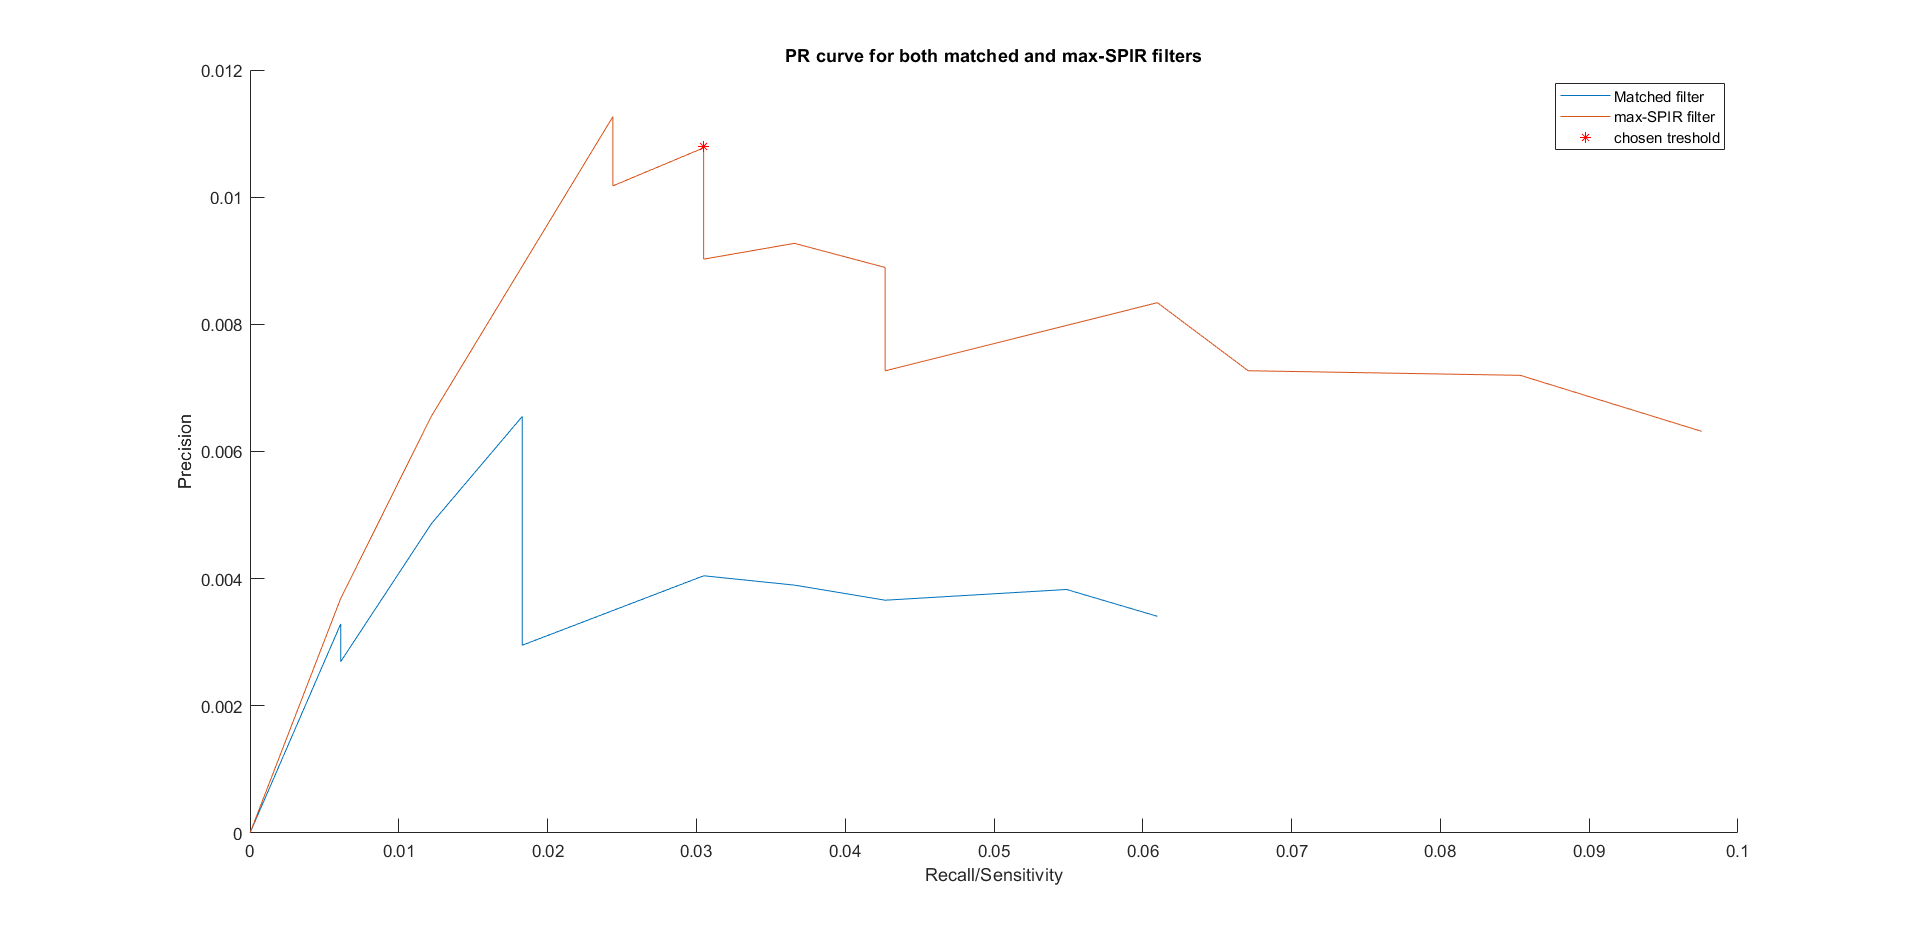 PR curve for both matched and max-SPIR filters
Matched filter
max-SPIR filter
chosen treshold
Precision
0.012
0.01
0.008
0.006
0.004
0.002
0
0 0.01 0.02 0.03 0.04 0.05 0.06 0.07 0.08 0.09 0.1
Recall/Sensitivity